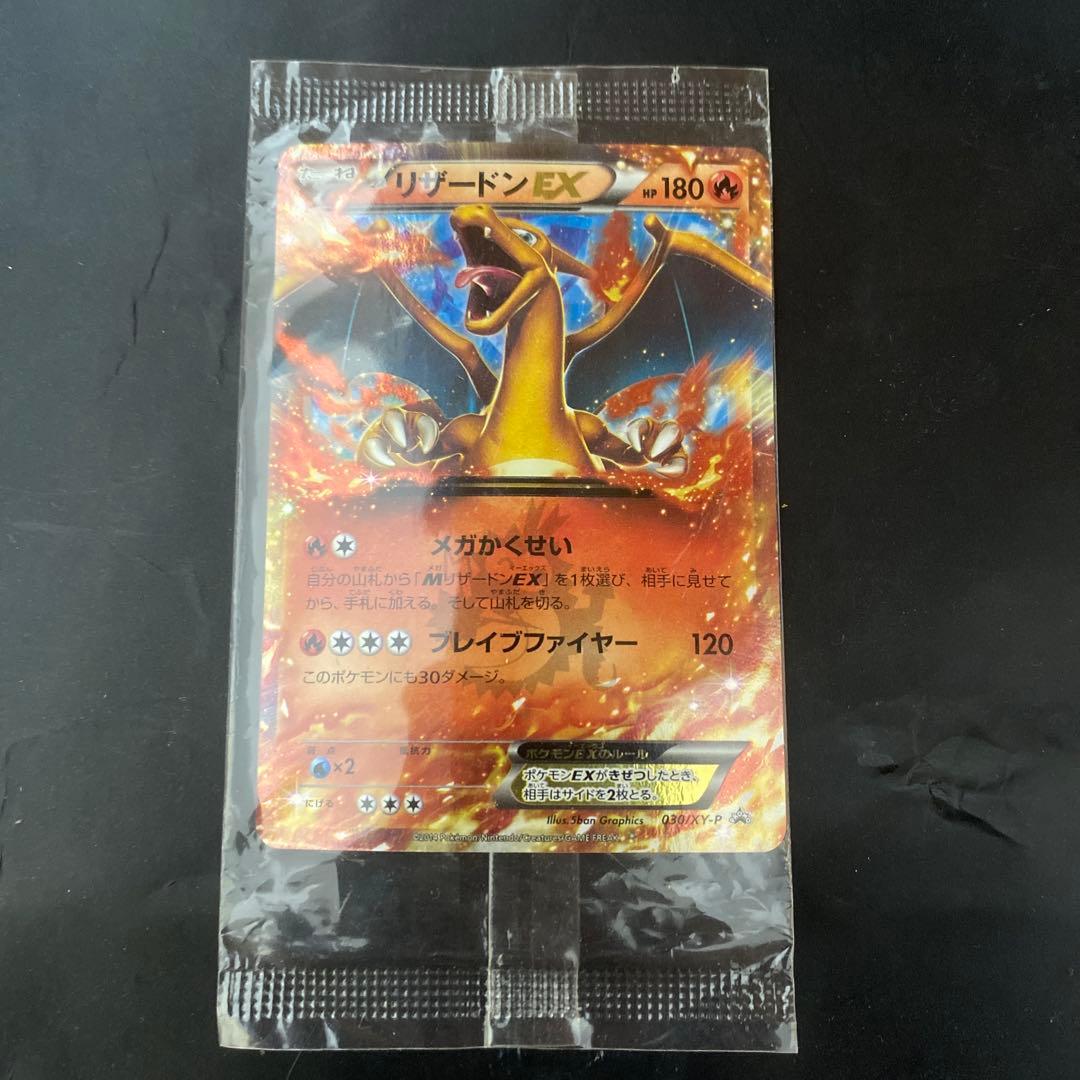 たね リザードンEX HP180
メガかくせい
自分の山札から「MリザードンEX」を1枚選び、相手に見せて
から、手札に加える。そして山札を切る。
ブレイブファイヤー 120
このポケモンにも30ダメージ。
弱点 抵抗力
×2
ポケモンEXのルール
ポケモンEXがきぜつしたとき、
相手はサイドを2枚とる。
にげる
Illus. 5ban Graphics 030/XY-P
©2014 Pokémon/Nintendo/Creatures/GAME FREAK